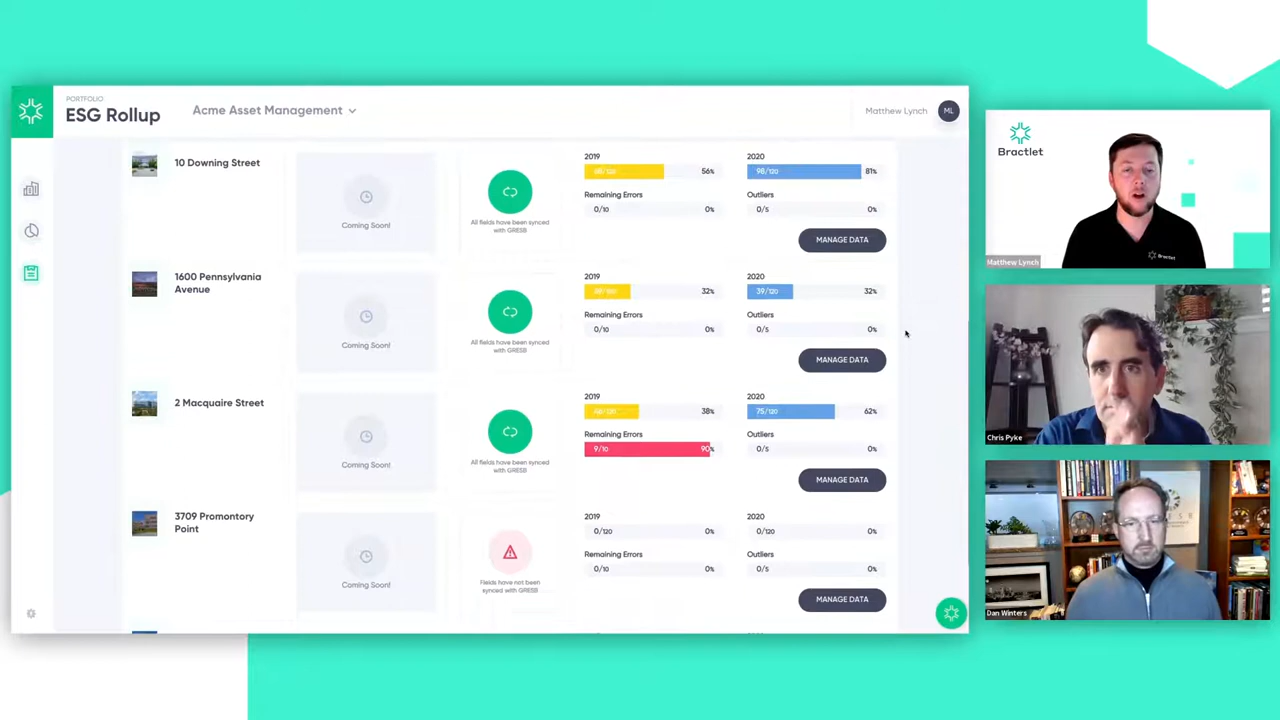 PORTFOLIO
ESG Rollup
Acme Asset Management
Matthew Lynch
ML
10 Downing Street
Coming Soon!
All fields have been synced
with GRESB
2019
56%
Remaining Errors
0/10
0%
2020
98/120
81%
Outliers
0/5
0%
MANAGE DATA
1600 Pennsylvania
Avenue
Coming Soon!
All fields have been synced
with GRESB
2019
32%
Remaining Errors
0/10
0%
2020
39/120
32%
Outliers
0/5
0%
MANAGE DATA
2 Macquaire Street
Coming Soon!
All fields have been synced
with GRESB
2019
38%
Remaining Errors
9/10
90%
2020
75/120
62%
Outliers
0/5
0%
MANAGE DATA
3709 Promontory
Point
Coming Soon!
Fields have not been
synced with GRESB
2019
0/120
0%
Remaining Errors
0/10
0%
2020
0/120
0%
Outliers
0/5
0%
MANAGE DATA
Bractlet
Bractlet
Matthew Lynch
Chris Pyke
Dan Winters